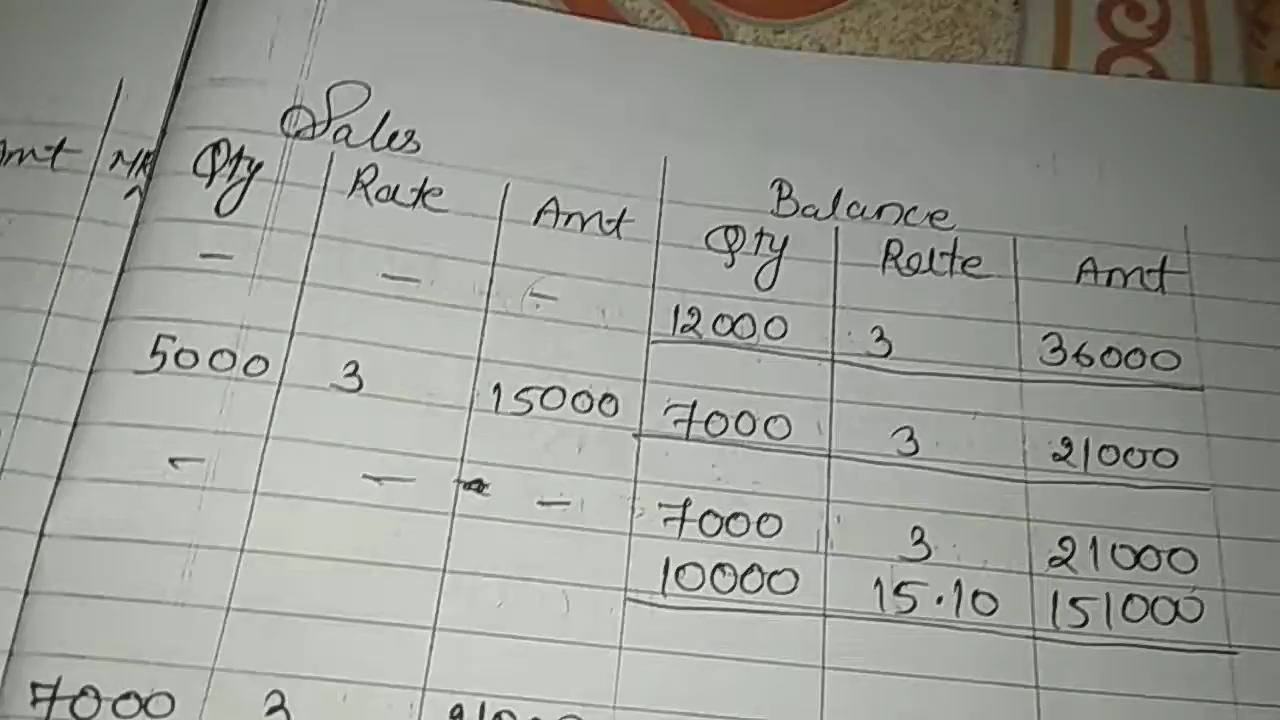 Sales
Balance
Qty Rate Amt Qty Rate Amt
— — — 12000 3 36000
5000 3 15000 7000 3 21000
— — — 7000 3 21000
10000 15.10 151000
7000 3